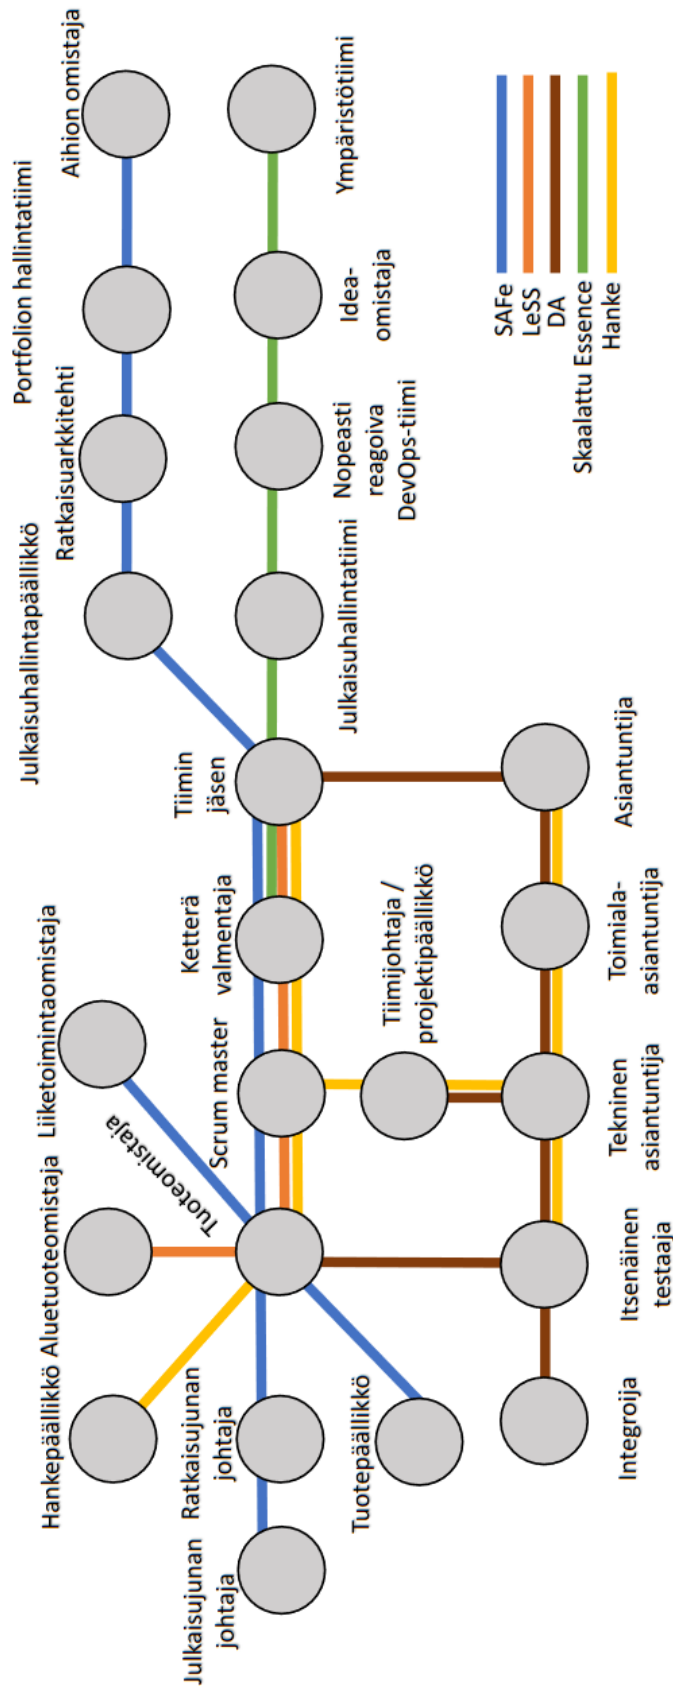 Julkaisujunan
johtaja
Ratkaisujunan
johtaja
Hankepäällikkö
Aluetuoteomistaja
Liiketoimintaomistaja
Tuoteomistaja
Tuotepäällikkö
Scrum master
Ketterä
valmentaja
Tiimin
jäsen
Tiimijohtaja /
projektipäällikkö
Integroija
Itsenäinen
testaaja
Tekninen
asiantuntija
Toimiala-
asiantuntija
Asiantuntija
Julkaisuhallintapäällikkö
Ratkaisuarkkitehti
Portfolion hallintatiimi
Aihion omistaja
Julkaisuhallintatiimi
Nopeasti
reagoiva
DevOps-tiimi
Idea-
omistaja
Ympäristötiimi
SAFe
LeSS
DA
Skaalattu Essence
Hanke